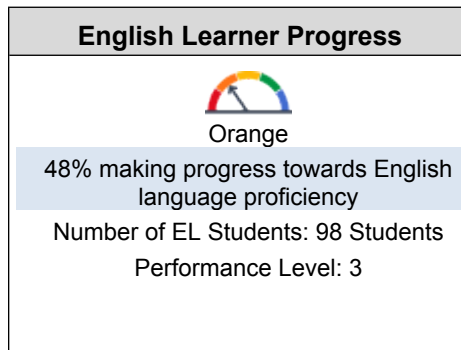 English Learner Progress
Orange
48% making progress towards English
language proficiency
Number of EL Students: 98 Students
Performance Level: 3